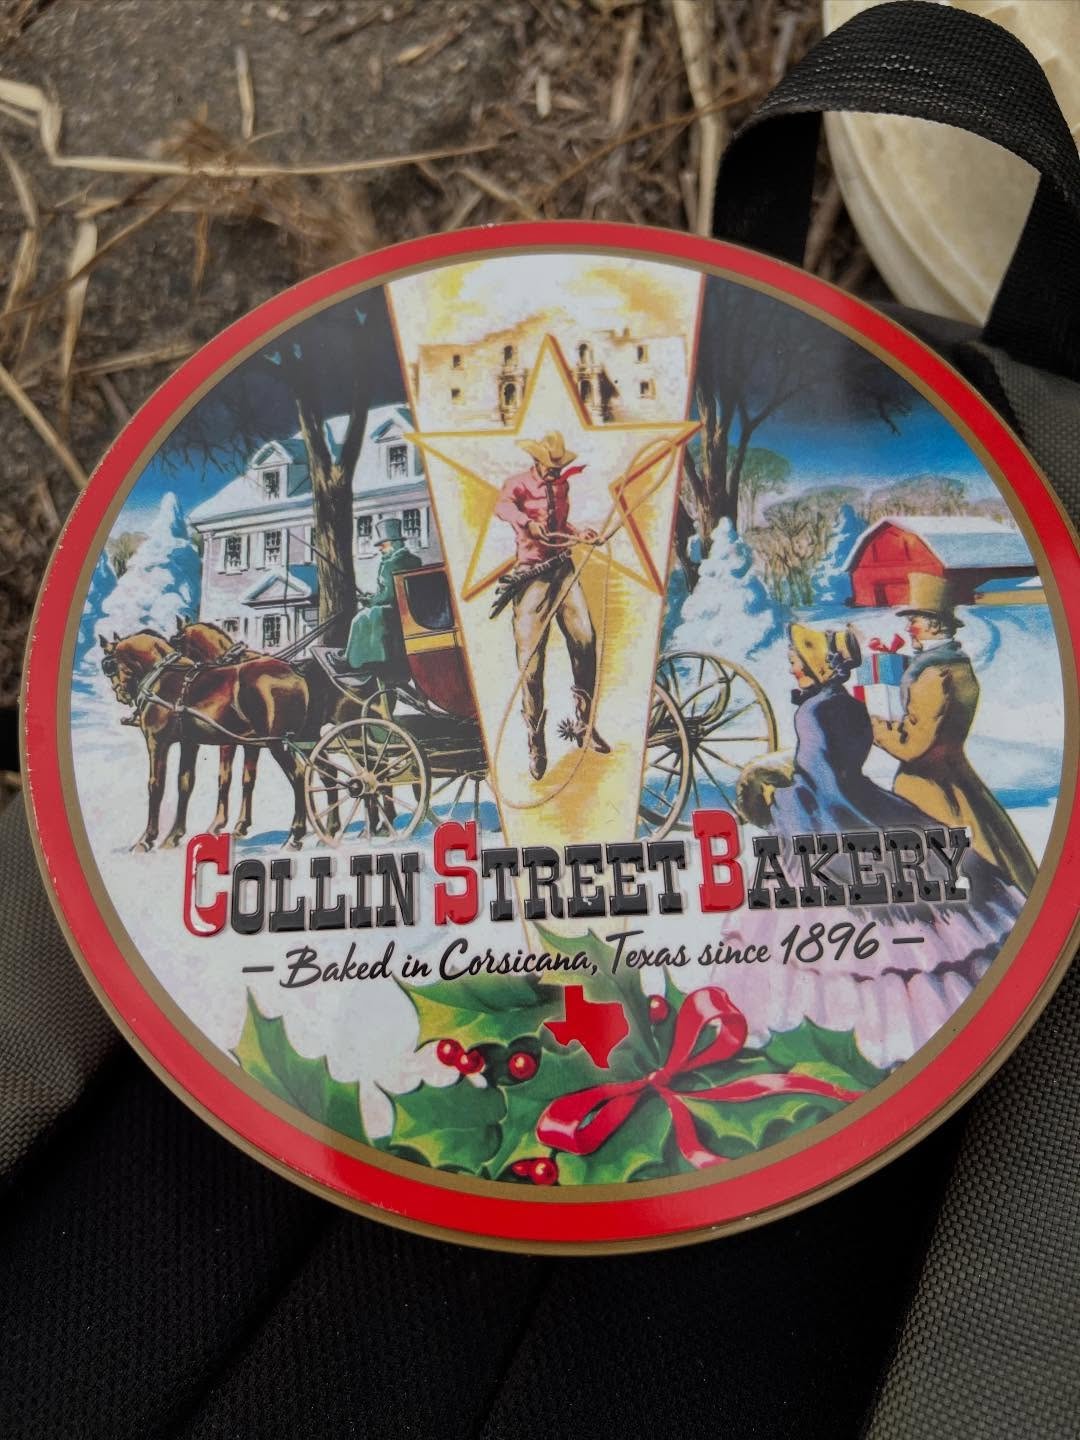 COLLIN STREET BAKERY
— Baked in Corsicana, Texas since 1896 —